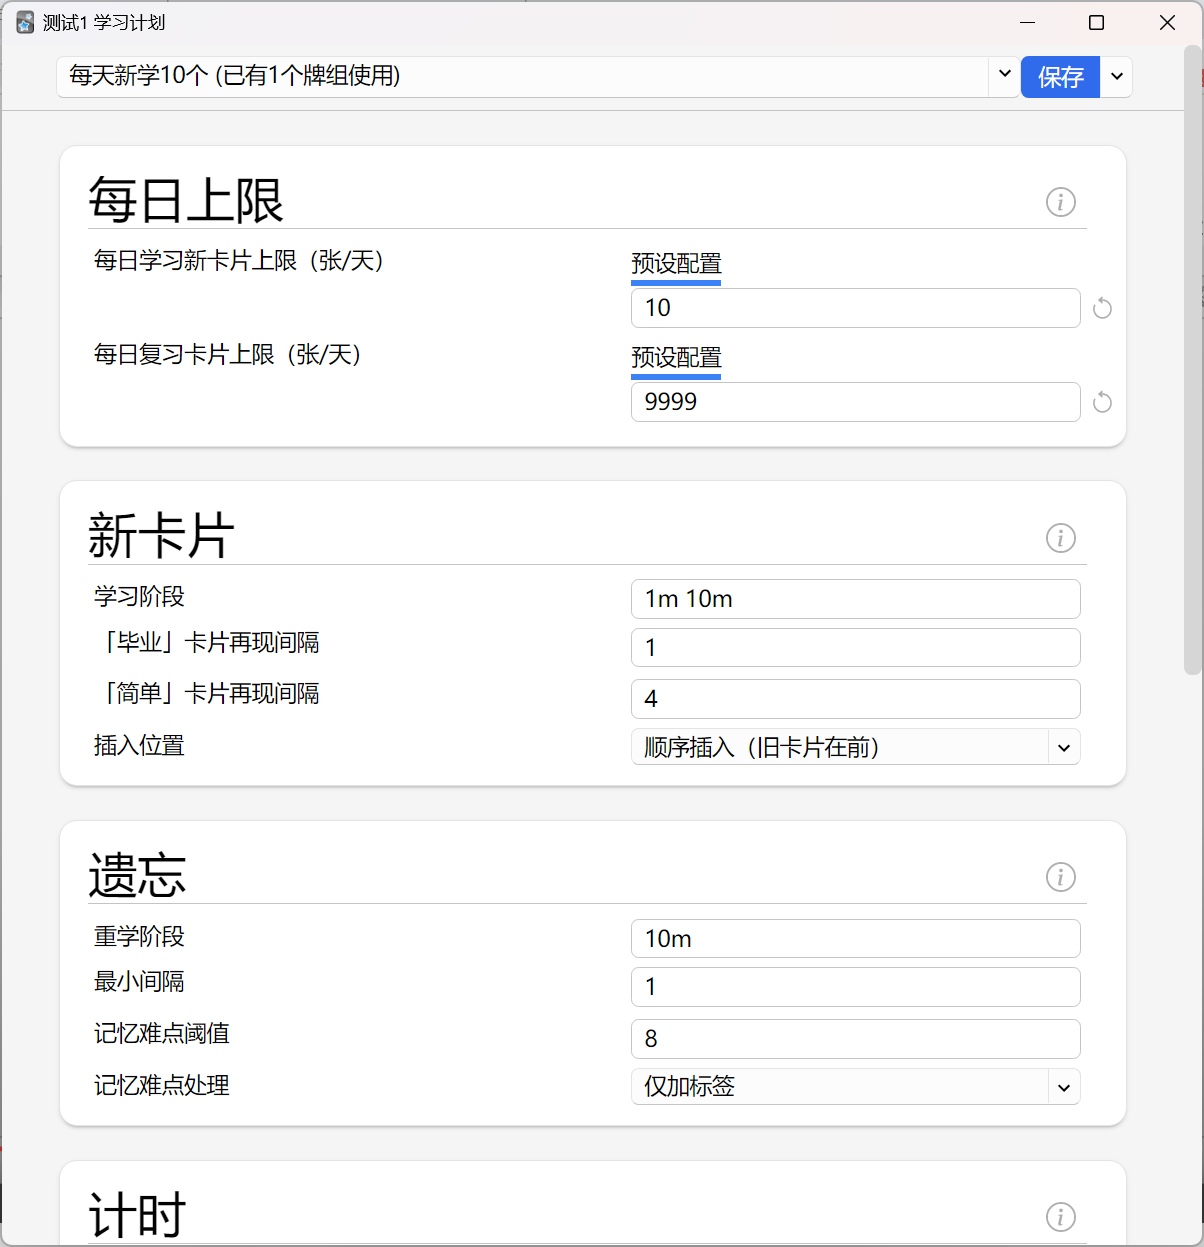 测试1 学习计划
每天新学10个 (已有1个牌组使用)
保存
每日上限
每日学习新卡片上限（张/天）
预设配置
10
每日复习卡片上限（张/天）
预设配置
9999
新卡片
学习阶段
1m 10m
「毕业」卡片再现间隔
1
「简单」卡片再现间隔
4
插入位置
顺序插入（旧卡片在前）
遗忘
重学阶段
10m
最小间隔
1
记忆难点阈值
8
记忆难点处理
仅加标签
计时